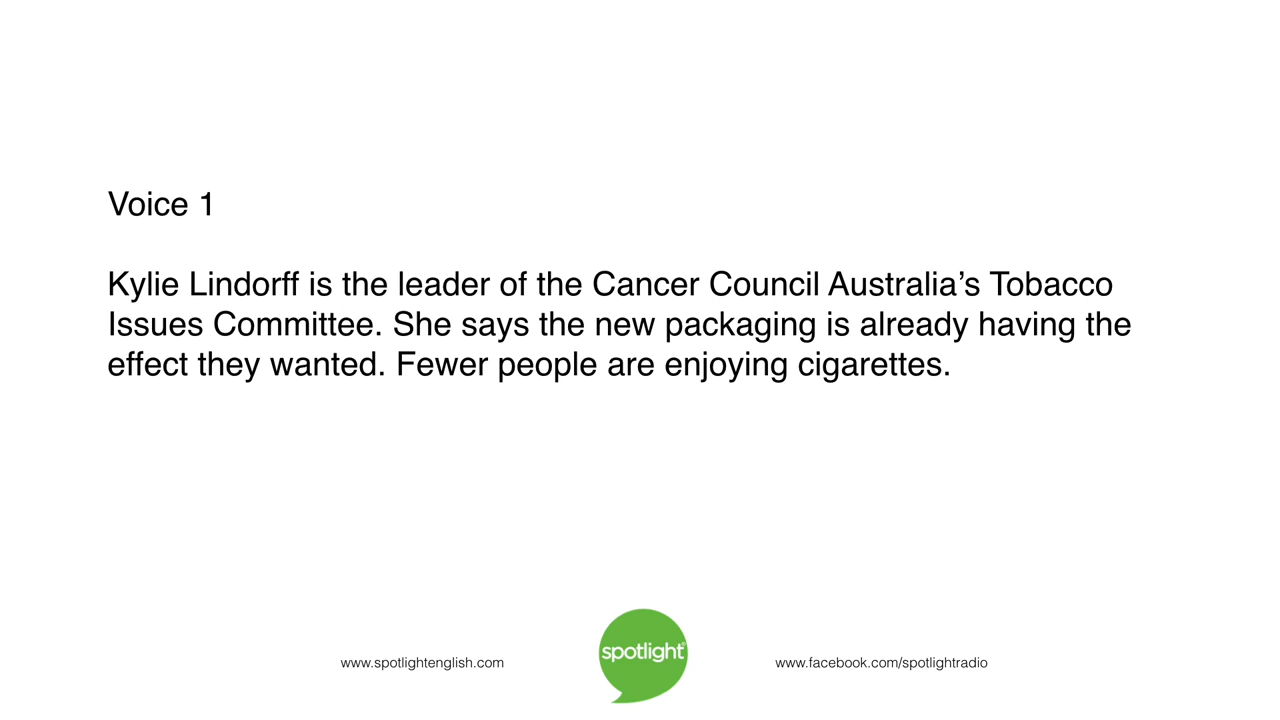 Voice 1
Kylie Lindorff is the leader of the Cancer Council Australia’s Tobacco
Issues Committee. She says the new packaging is already having the
effect they wanted. Fewer people are enjoying cigarettes.
www.spotlightenglish.com
spotlight®
www.facebook.com/spotlightradio